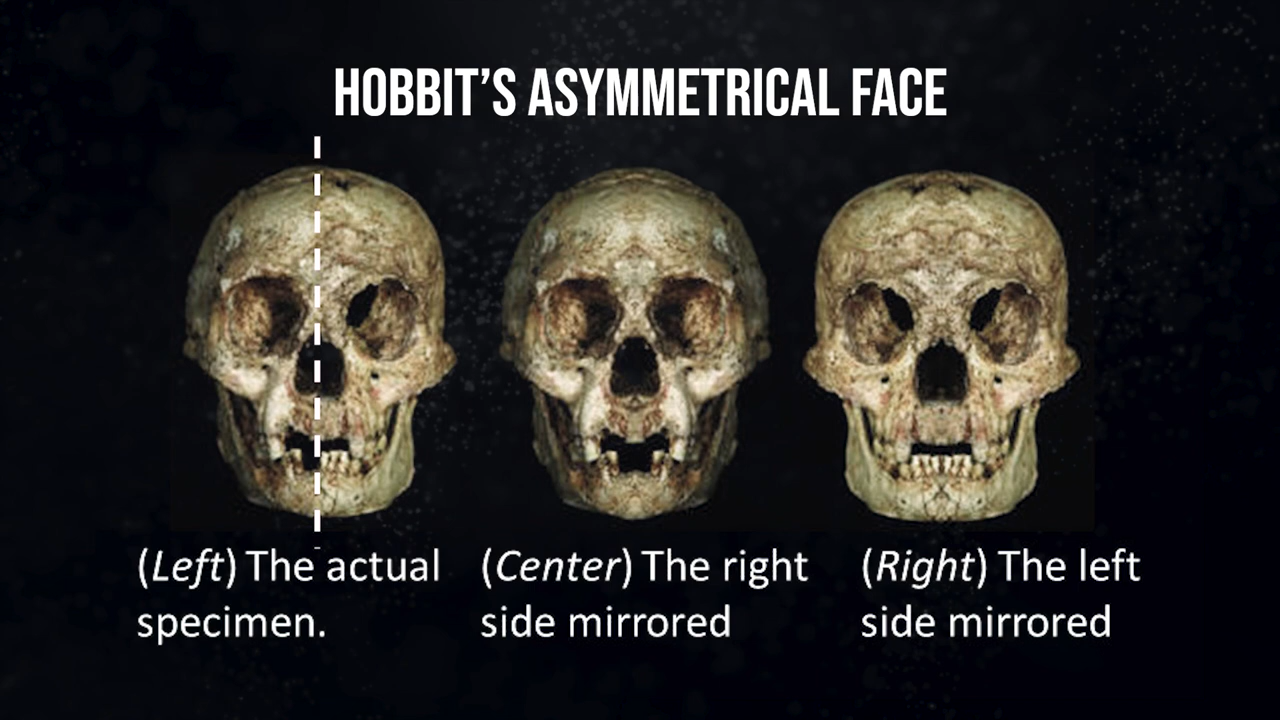 HOBBIT'S ASYMMETRICAL FACE
(Left) The actual
specimen.
(Center) The right
side mirrored
(Right) The left
side mirrored